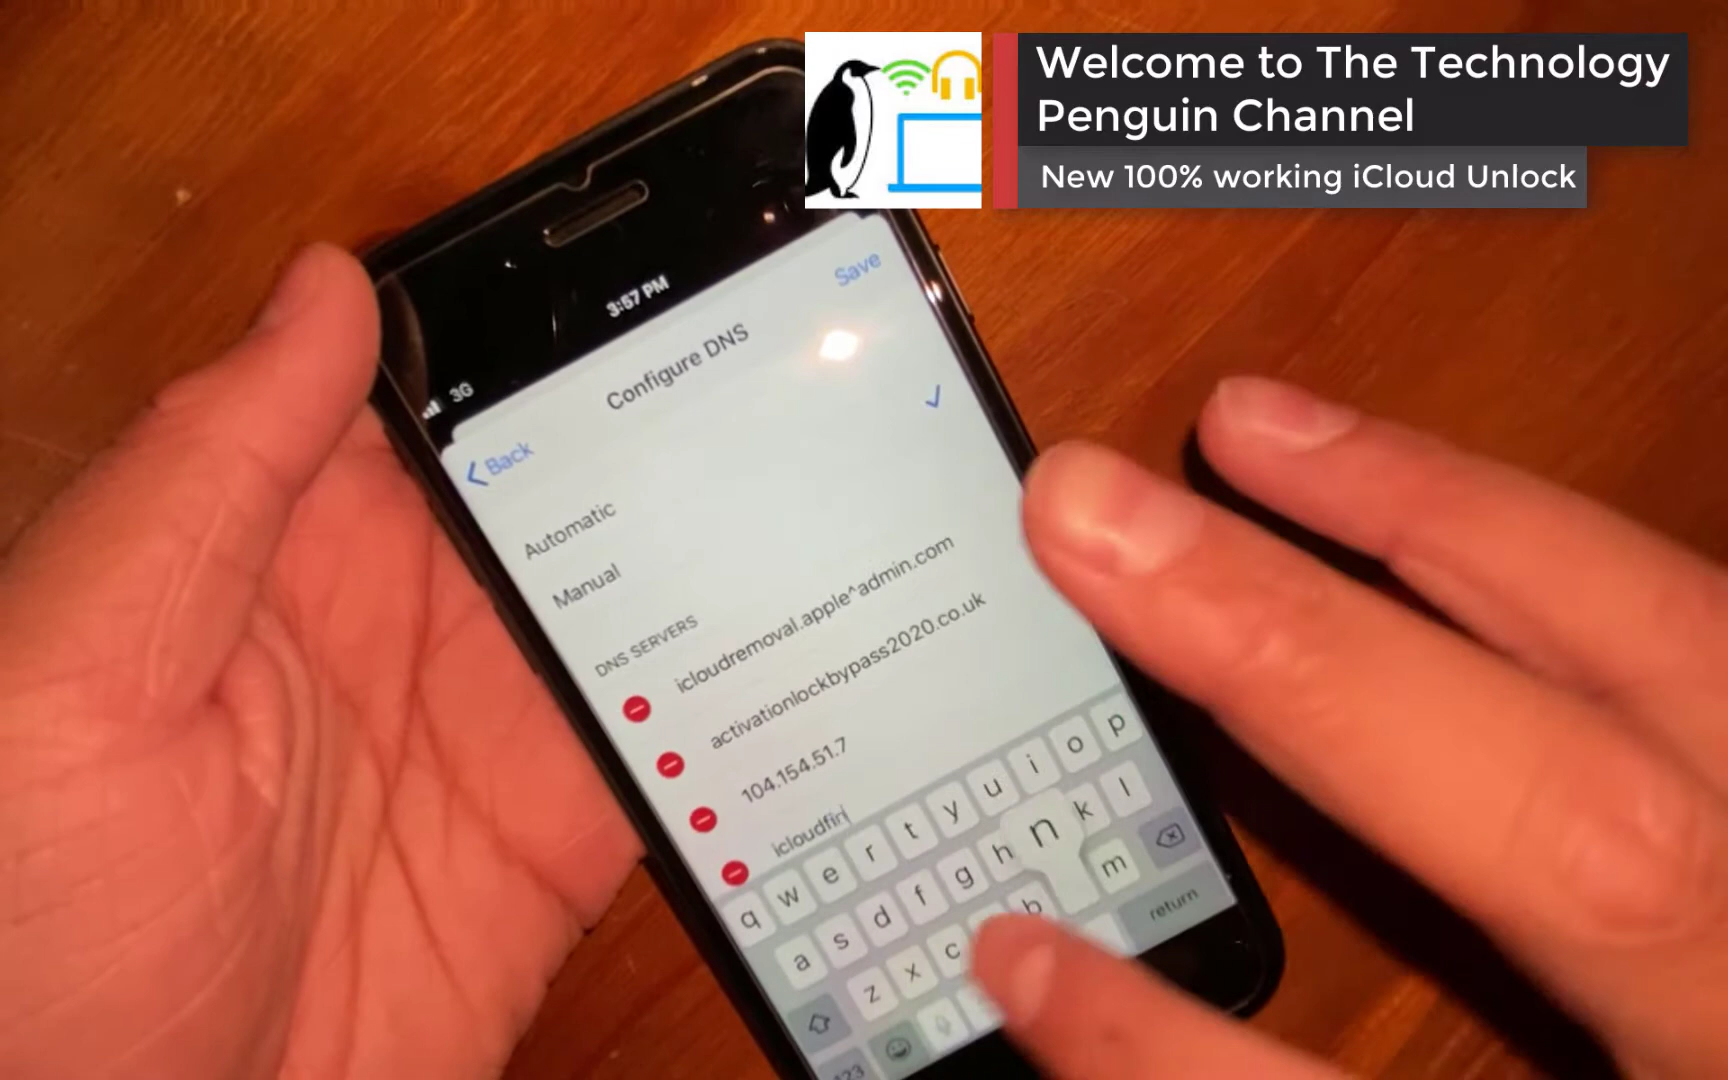 Welcome to The Technology
Penguin Channel
New 100% working iCloud Unlock
3G
3:57 PM
Save
Configure DNS
Back
Automatic
Manual
DNS SERVERS
icloudremoval.apple^admin.com
activationlockbypass2020.co.uk
104.154.51.7
icloudfin
q w e r t y u i o p
a s d f g h n k l
z x c b m
123
return